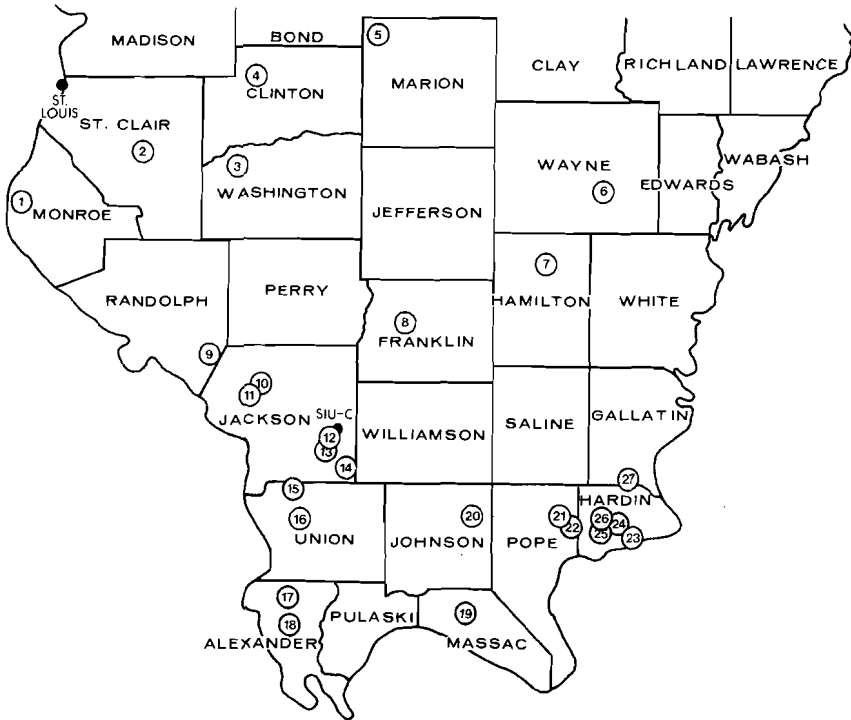 MADISON
BOND
5
4
CLINTON
MARION
CLAY
RICHLAND
LAWRENCE
ST.
LOUIS
ST. CLAIR
2
3
WASHINGTON
WAYNE
6
EDWARDS
WABASH
1
MONROE
JEFFERSON
RANDOLPH
PERRY
7
HAMILTON
WHITE
8
FRANKLIN
9
10
11
JACKSON
SIU-C
12
13
14
WILLIAMSON
SALINE
GALLATIN
27
HARDIN
15
16
UNION
20
JOHNSON
21
22
POPE
26
24
25
23
17
18
ALEXANDER
PULASKI
19
MASSAC